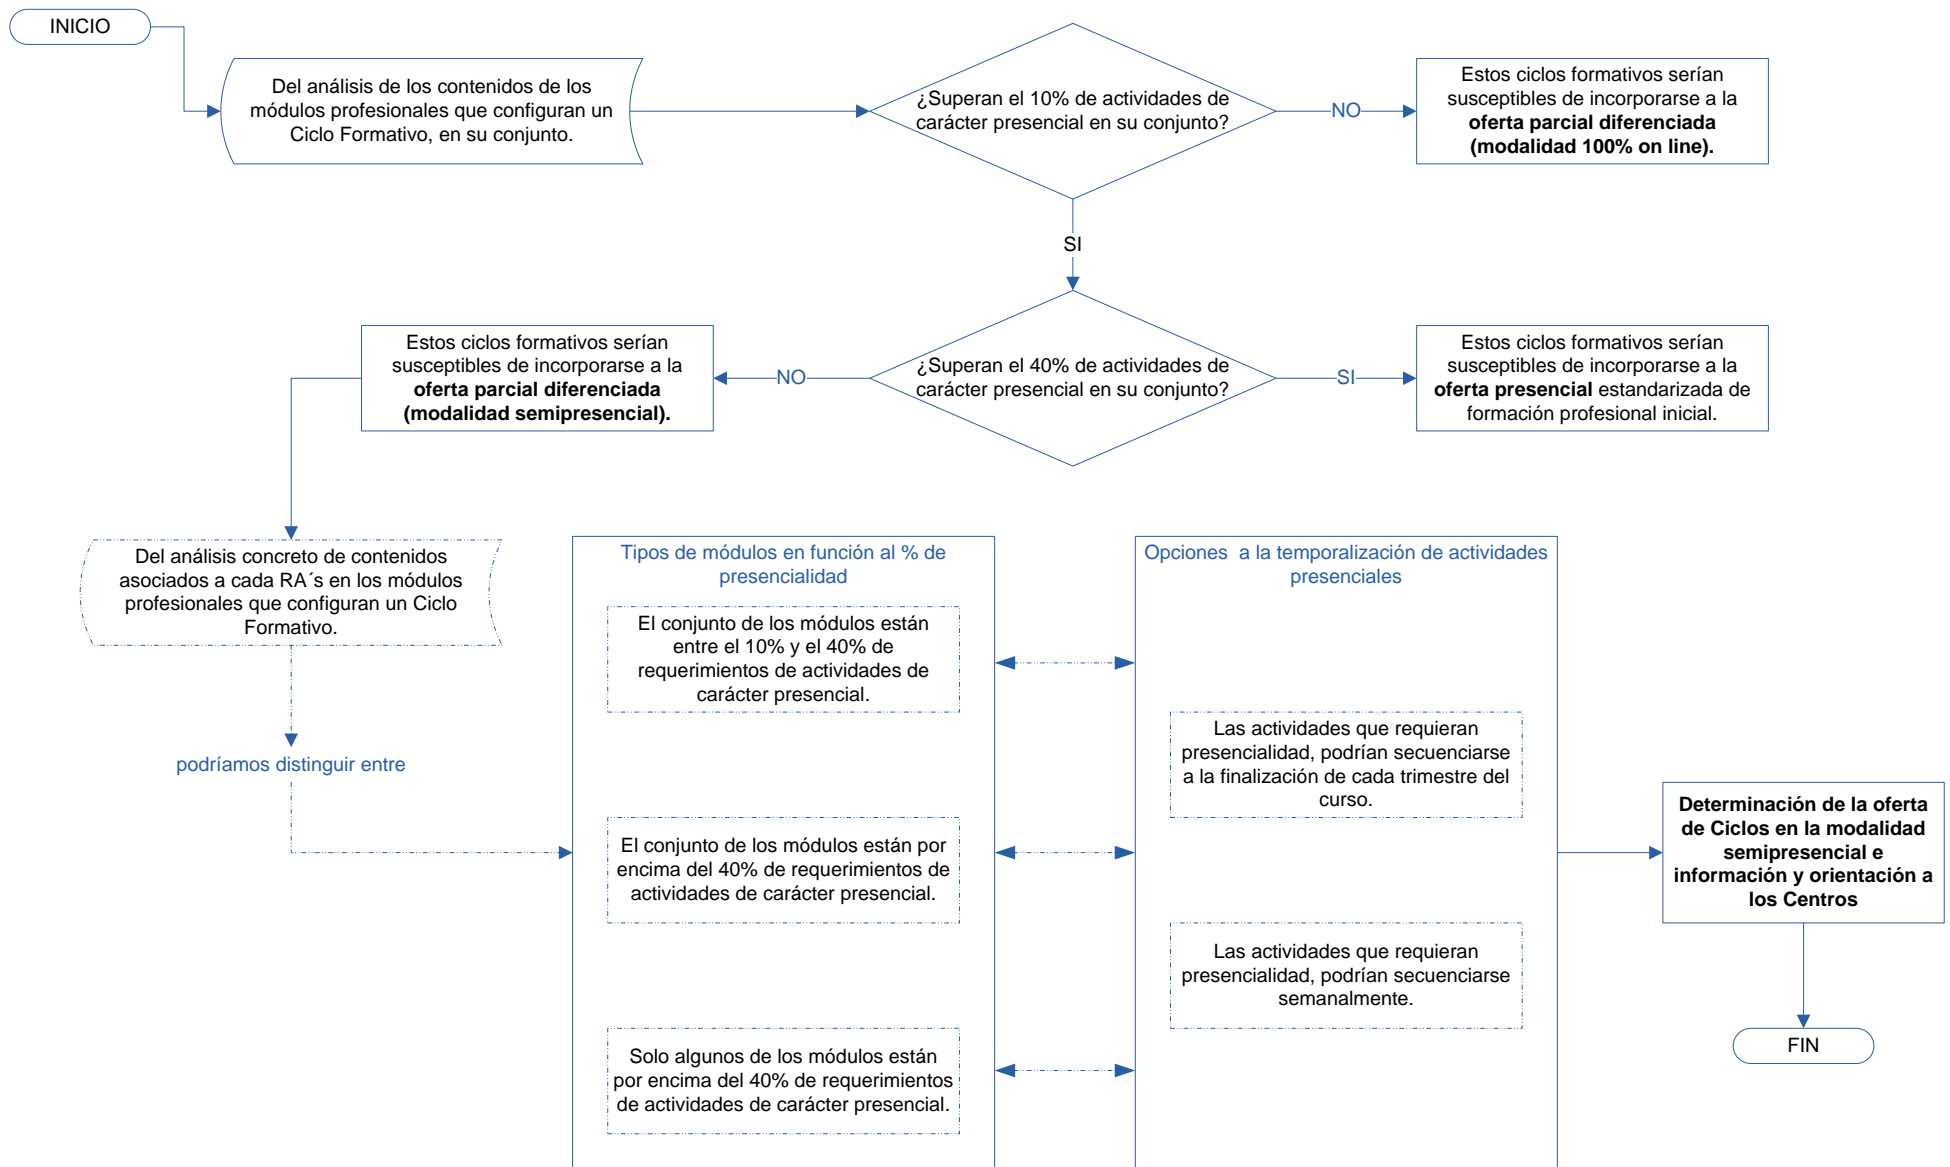 INICIO
Del análisis de los contenidos de los
módulos profesionales que configuran un
Ciclo Formativo, en su conjunto.
¿Superan el 10% de actividades de
carácter presencial en su conjunto?
NO
Estos ciclos formativos serían
susceptibles de incorporarse a la
oferta parcial diferenciada
(modalidad 100% on line).
SI
Estos ciclos formativos serían
susceptibles de incorporarse a la
oferta parcial diferenciada
(modalidad semipresencial).
NO
¿Superan el 40% de actividades de
carácter presencial en su conjunto?
SI
Estos ciclos formativos serían
susceptibles de incorporarse a la
oferta presencial estandarizada de
formación profesional inicial.
Del análisis concreto de contenidos
asociados a cada RA´s en los módulos
profesionales que configuran un Ciclo
Formativo.
podríamos distinguir entre
Tipos de módulos en función al % de
presencialidad
El conjunto de los módulos están
entre el 10% y el 40% de
requerimientos de actividades de
carácter presencial.
El conjunto de los módulos están por
encima del 40% de requerimientos de
actividades de carácter presencial.
Solo algunos de los módulos están
por encima del 40% de requerimientos
de actividades de carácter presencial.
Opciones a la temporalización de actividades
presenciales
Las actividades que requieran
presencialidad, podrían secuenciarse
a la finalización de cada trimestre del
curso.
Las actividades que requieran
presencialidad, podrían secuenciarse
semanalmente.
Determinación de la oferta
de Ciclos en la modalidad
semipresencial e
información y orientación a
los Centros
FIN